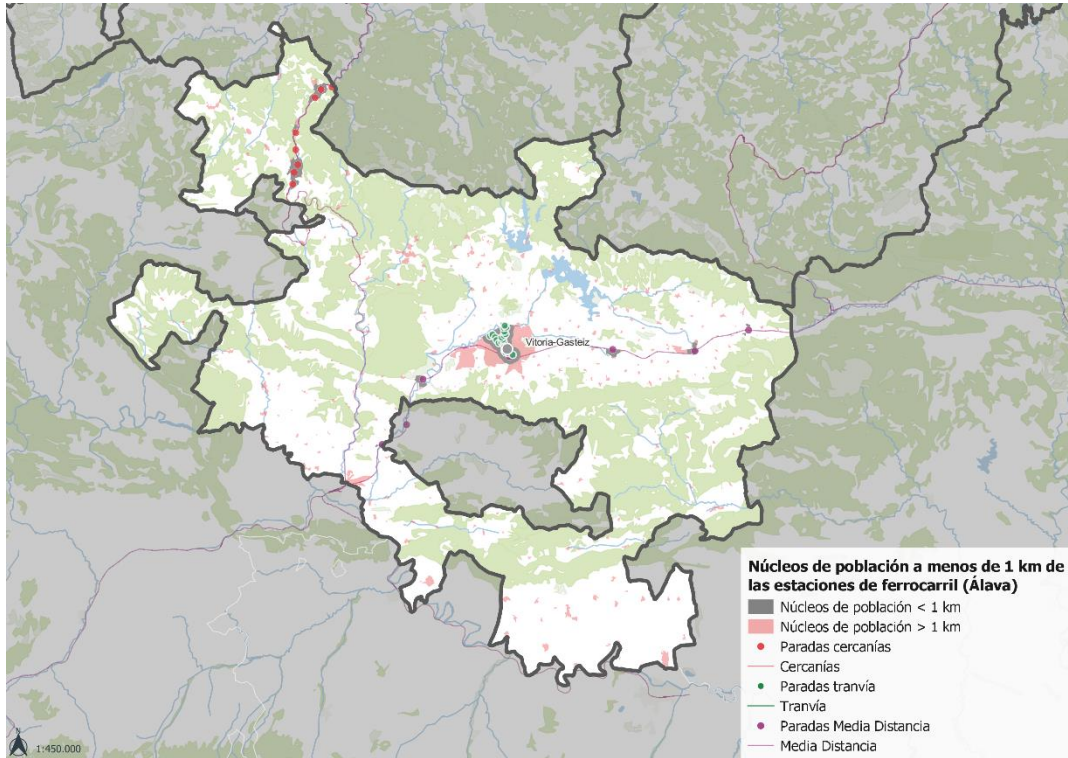 Vitoria-Gasteiz
Núcleos de población a menos de 1 km de
las estaciones de ferrocarril (Álava)
Núcleos de población < 1 km
Núcleos de población > 1 km
Paradas cercanías
Cercanías
Paradas tranvía
Tranvía
Paradas Media Distancia
Media Distancia
N
1:450.000